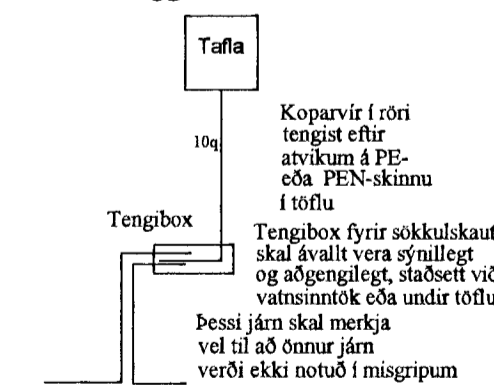 Tafla
Koparvír í röri
tengist eftir
atvikum á PE-
eða PEN-skinnu
í töflu
10q
Tengibox
Tengibox fyrir sökkulskaut
skal ávallt vera sýnillegt
og aðgengilegt, staðsett við
vatnsinntök eða undir töflu
Þessi járn skal merkja
vel til að önnur járn
verði ekki notuð í misgripum